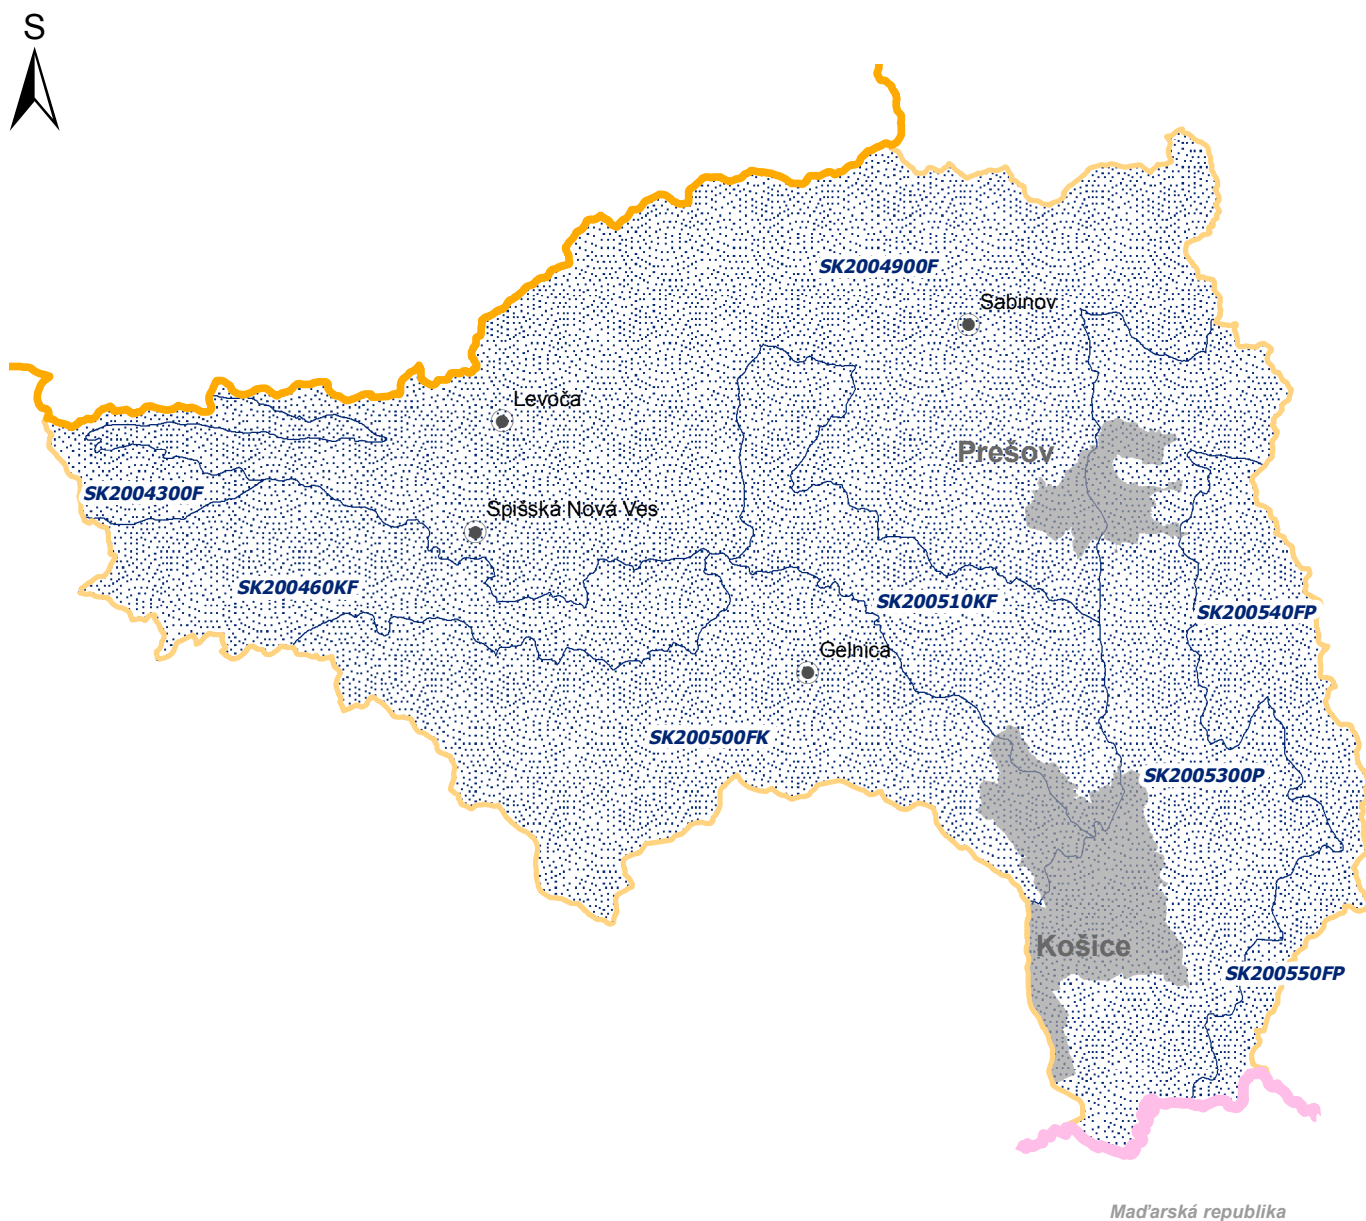 S
SK2004900F
Sabinov
Levoča
Prešov
SK2004300F
Spišská Nová Ves
SK200460KF
SK200510KF
SK200540FP
Gelnica
SK200500FK
SK2005300P
Košice
SK200550FP
Maďarská republika